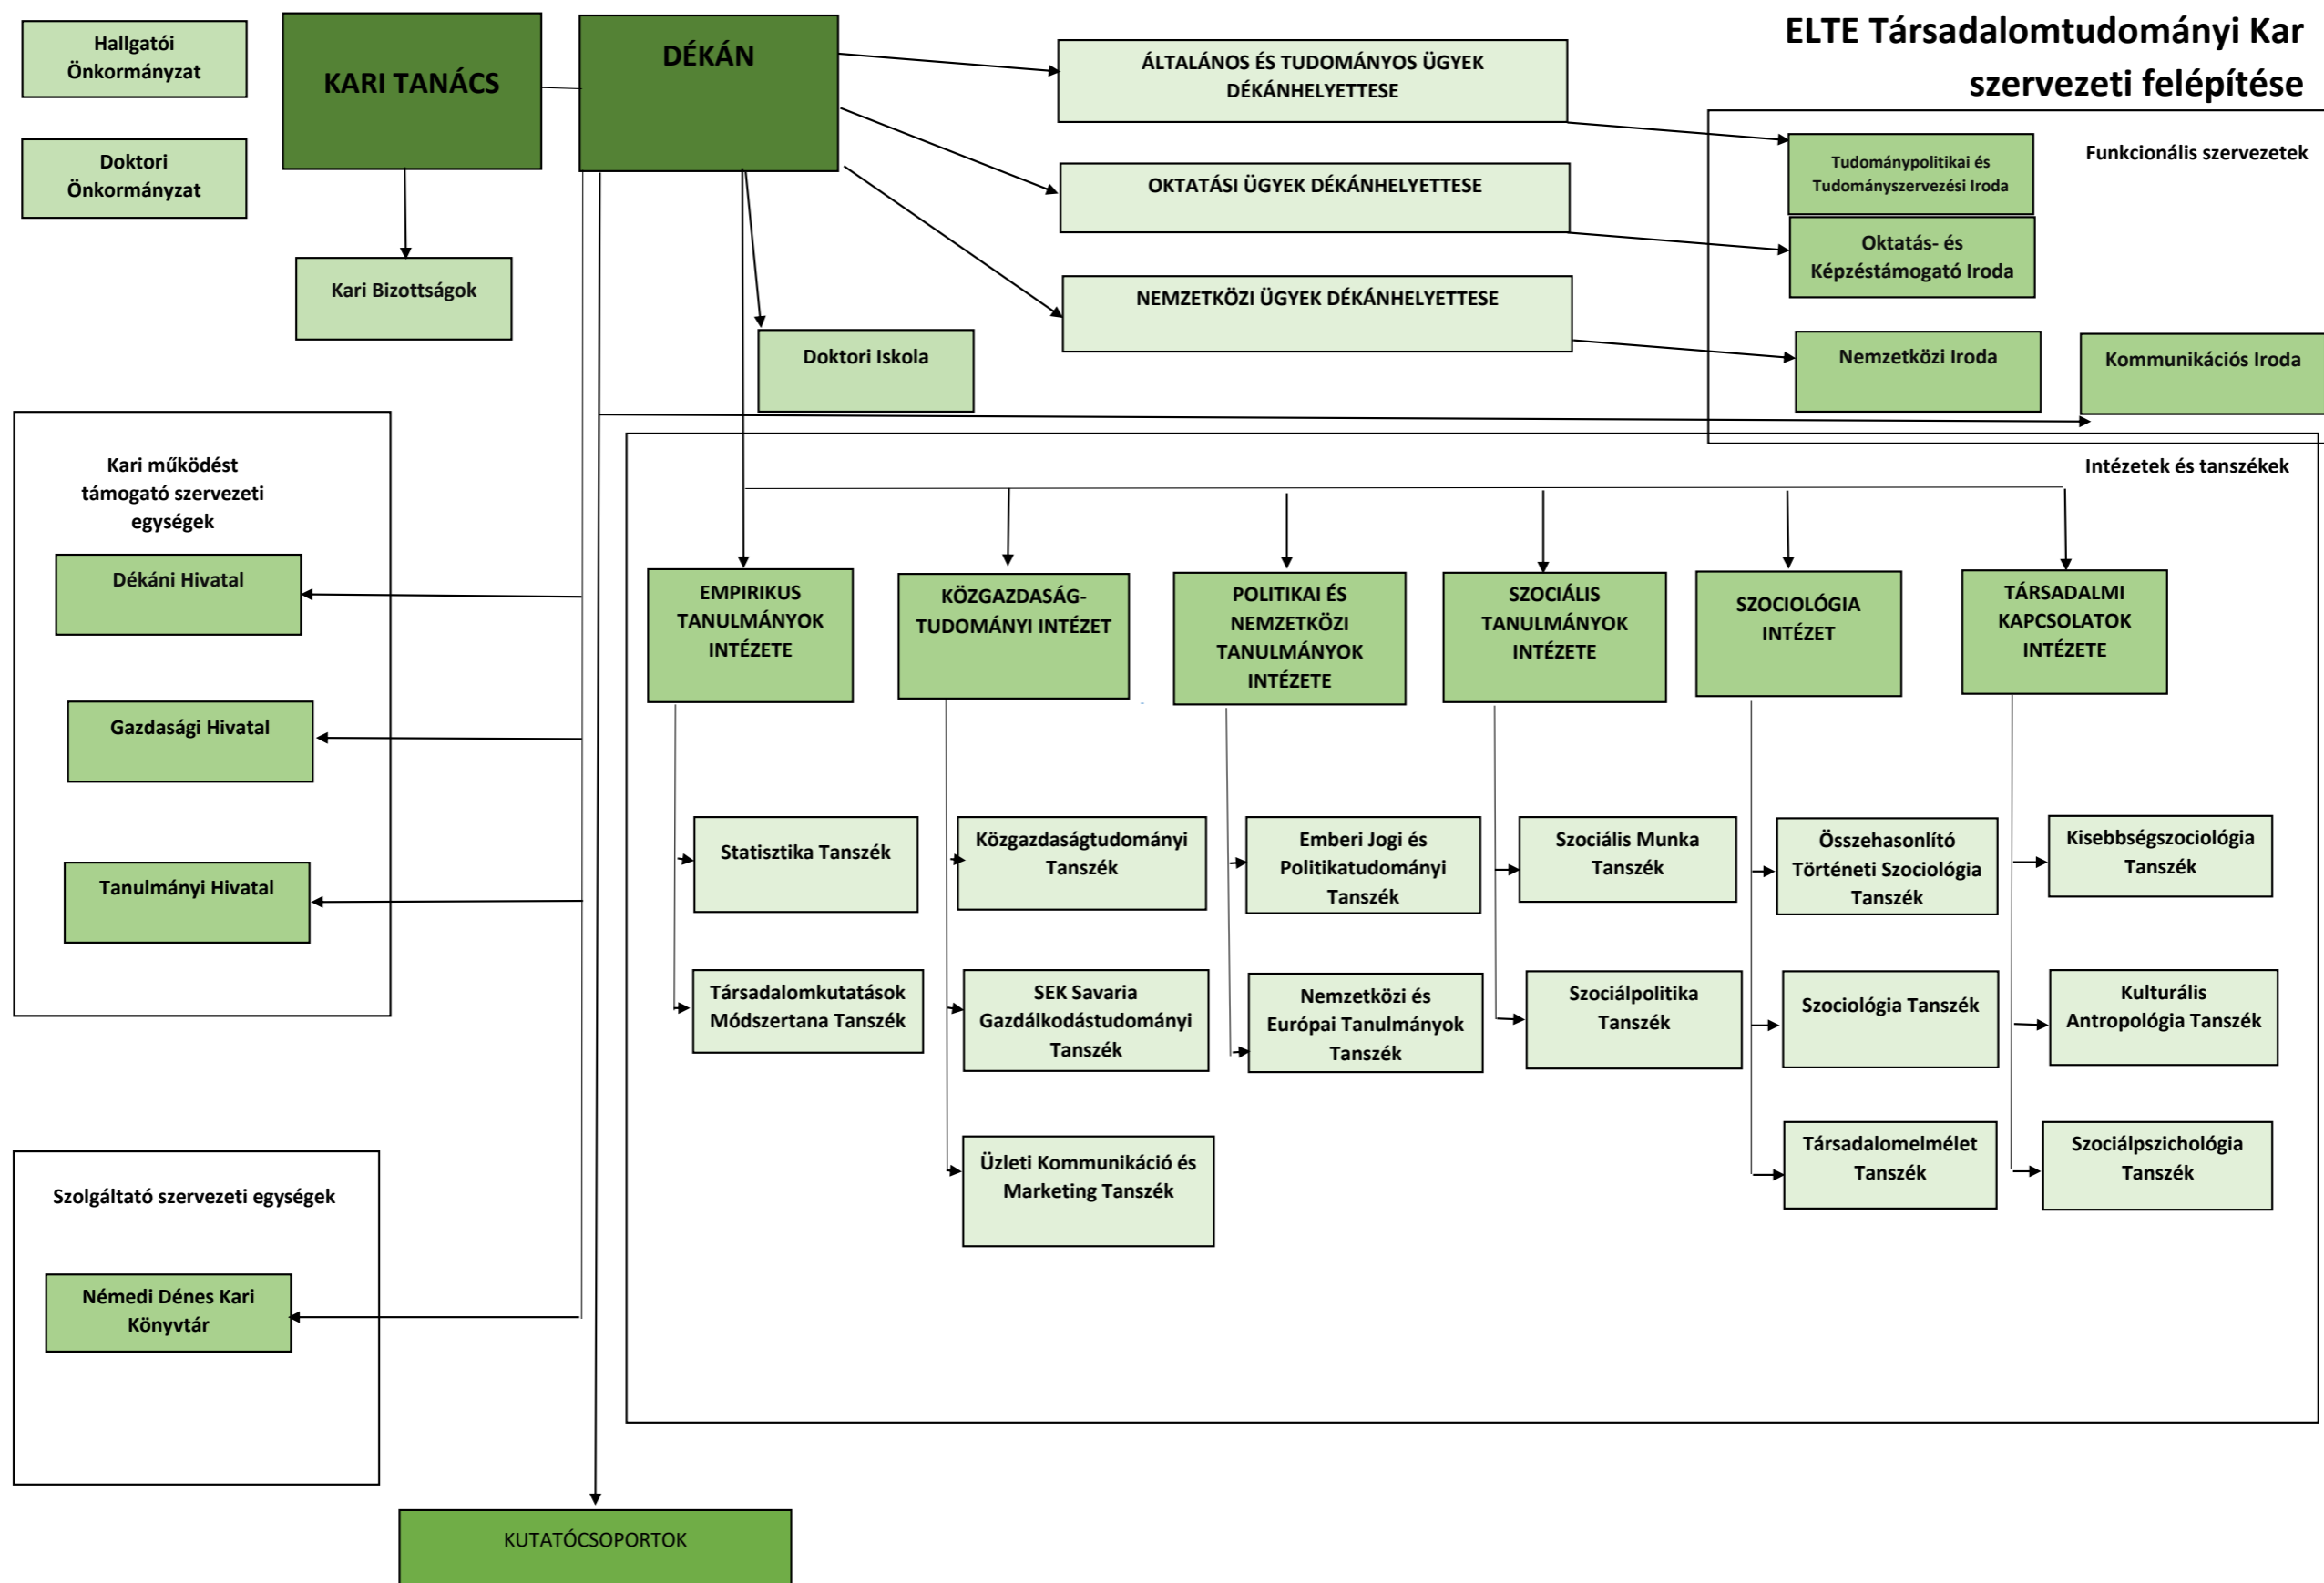 ELTE Társadalomtudományi Kar
szervezeti felépítése
Hallgatói
Önkormányzat
Doktori
Önkormányzat
KARI TANÁCS
DÉKÁN
Kari Bizottságok
Doktori Iskola
ÁLTALÁNOS ÉS TUDOMÁNYOS ÜGYEK
DÉKÁNHELYETTESE
OKTATÁSI ÜGYEK DÉKÁNHELYETTESE
NEMZETKÖZI ÜGYEK DÉKÁNHELYETTESE
Funkcionális szervezetek
Tudománypolitikai és
Tudományszervezési Iroda
Oktatás- és
Képzéstámogató Iroda
Nemzetközi Iroda
Kommunikációs Iroda
Kari működést
támogató szervezeti
egységek
Dékáni Hivatal
Gazdasági Hivatal
Tanulmányi Hivatal
Szolgáltató szervezeti egységek
Némedi Dénes Kari
Könyvtár
Intézetek és tanszékek
EMPIRIKUS
TANULMÁNYOK
INTÉZETE
Statisztika Tanszék
Társadalomkutatások
Módszertana Tanszék
KÖZGAZDASÁG-
TUDOMÁNYI INTÉZET
Közgazdaságtudományi
Tanszék
SEK Savaria
Gazdálkodástudományi
Tanszék
Üzleti Kommunikáció és
Marketing Tanszék
POLITIKAI ÉS
NEMZETKÖZI
TANULMÁNYOK
INTÉZETE
Emberi Jogi és
Politikatudományi
Tanszék
Nemzetközi és
Európai Tanulmányok
Tanszék
SZOCIÁLIS
TANULMÁNYOK
INTÉZETE
Szociális Munka
Tanszék
Szociálpolitika
Tanszék
SZOCIOLÓGIA
INTÉZET
Összehasonlító
Történeti Szociológia
Tanszék
Szociológia Tanszék
Társadalomelmélet
Tanszék
TÁRSADALMI
KAPCSOLATOK
INTÉZETE
Kisebbségszociológia
Tanszék
Kulturális
Antropológia Tanszék
Szociálpszichológia
Tanszék
KUTATÓCSOPORTOK